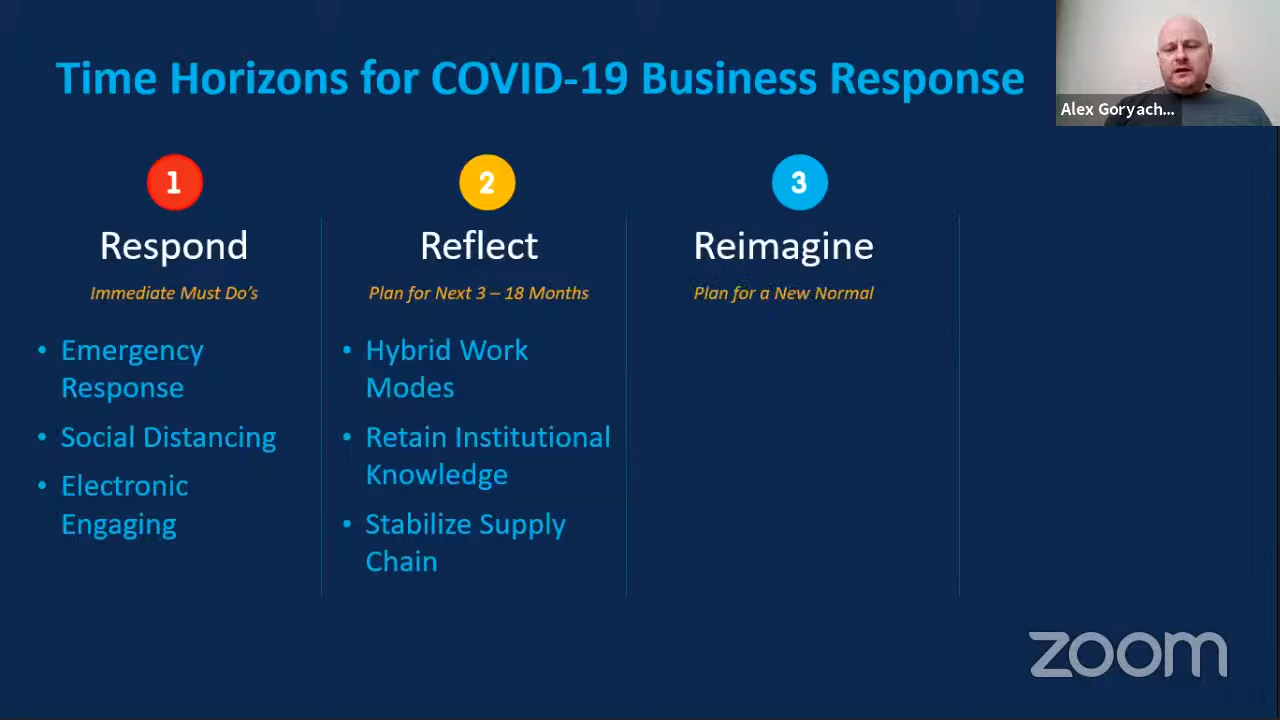 Time Horizons for COVID-19 Business Response
Alex Goryach...
1
Respond
Immediate Must Do's
• Emergency
Response
• Social Distancing
• Electronic
Engaging
2
Reflect
Plan for Next 3 – 18 Months
• Hybrid Work
Modes
• Retain Institutional
Knowledge
• Stabilize Supply
Chain
3
Reimagine
Plan for a New Normal
zoom